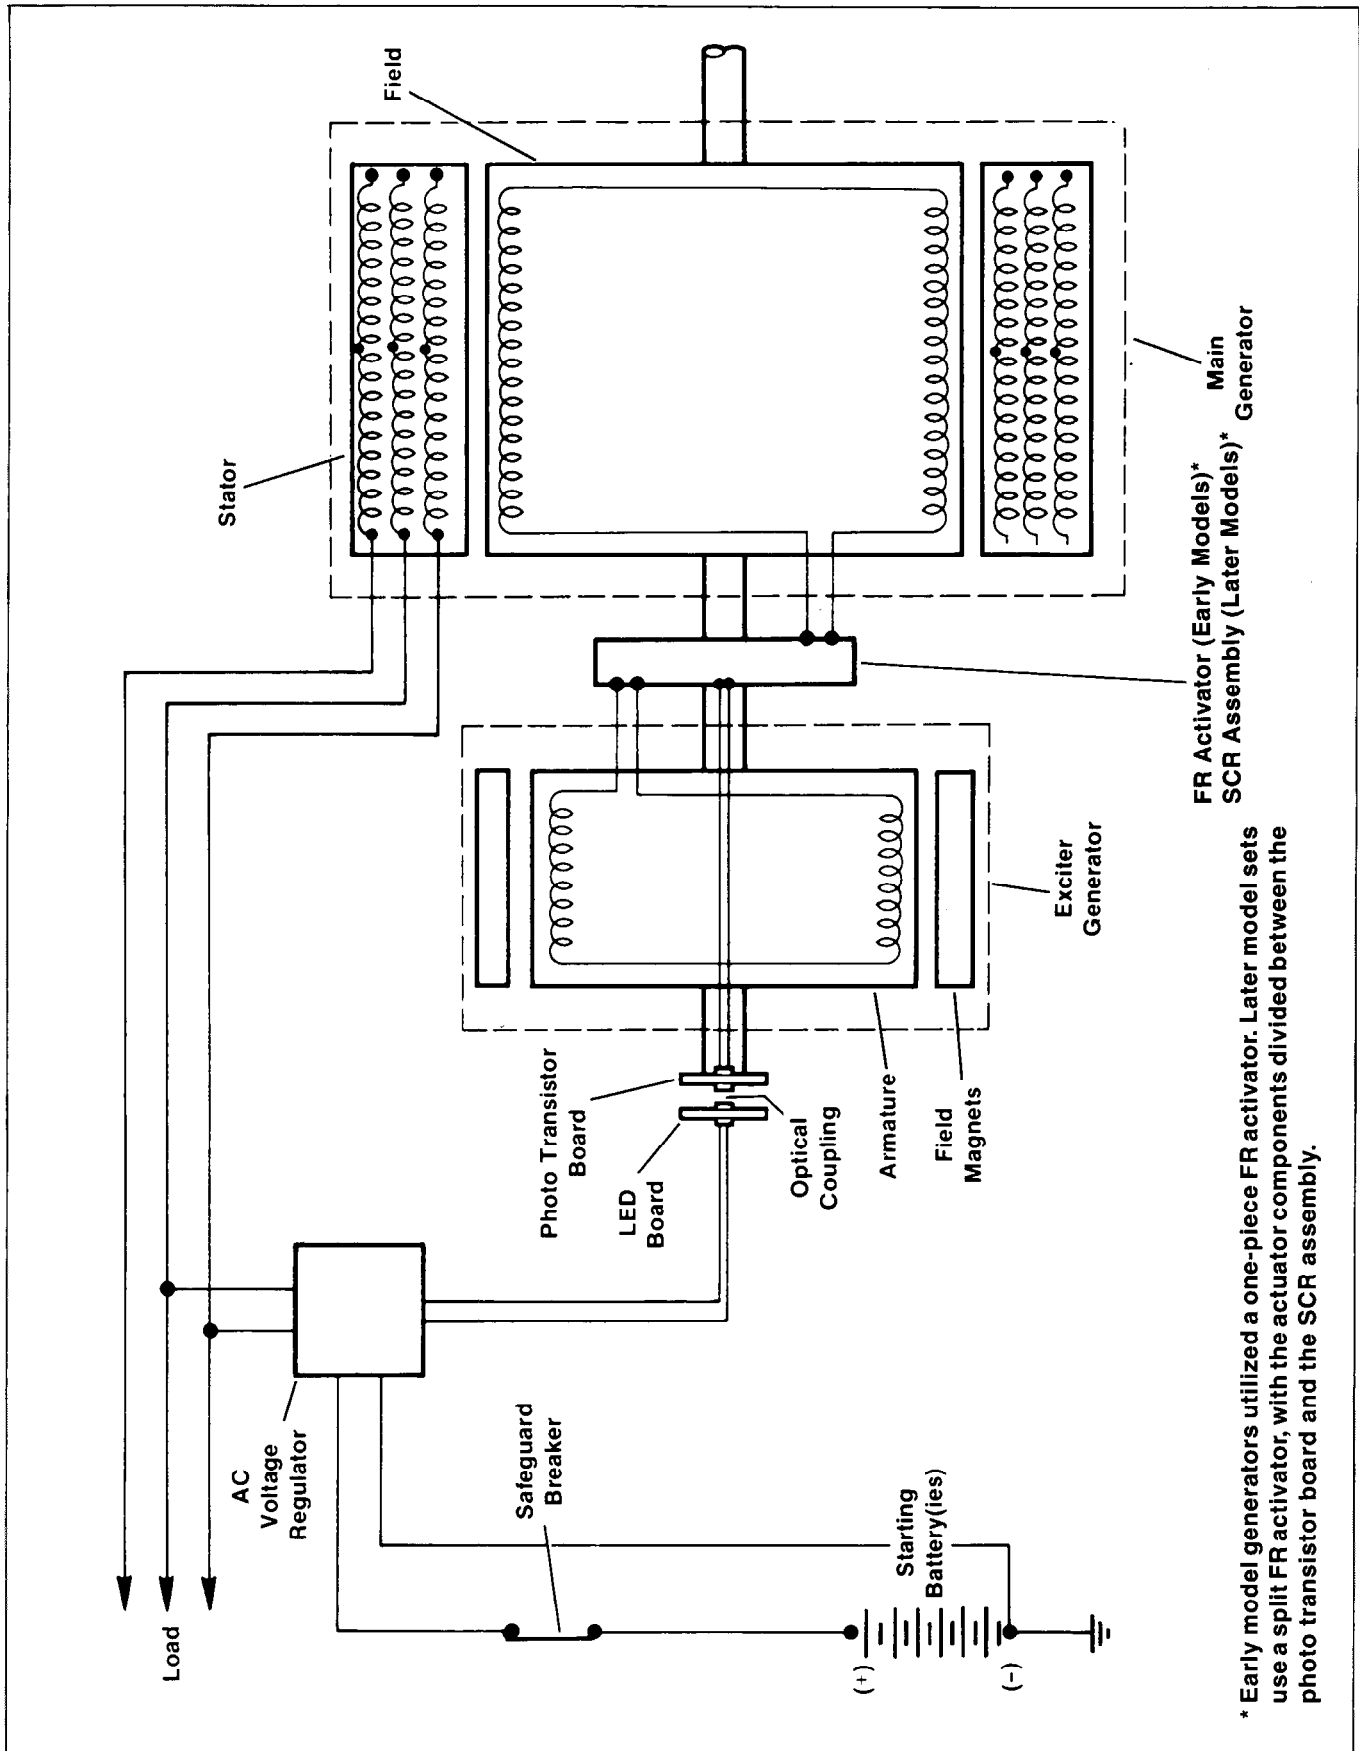 Load
AC
Voltage
Regulator
Safeguard
Breaker
Starting
Battery(ies)
(+)
(-)
Stator
Field
Photo Transistor
Board
LED
Board
Optical
Coupling
Armature
Field
Magnets
Exciter
Generator
FR Activator (Early Models)*
SCR Assembly (Later Models)*
Main
Generator
* Early model generators utilized a one-piece FR activator. Later model sets
use a split FR activator, with the actuator components divided between the
photo transistor board and the SCR assembly.